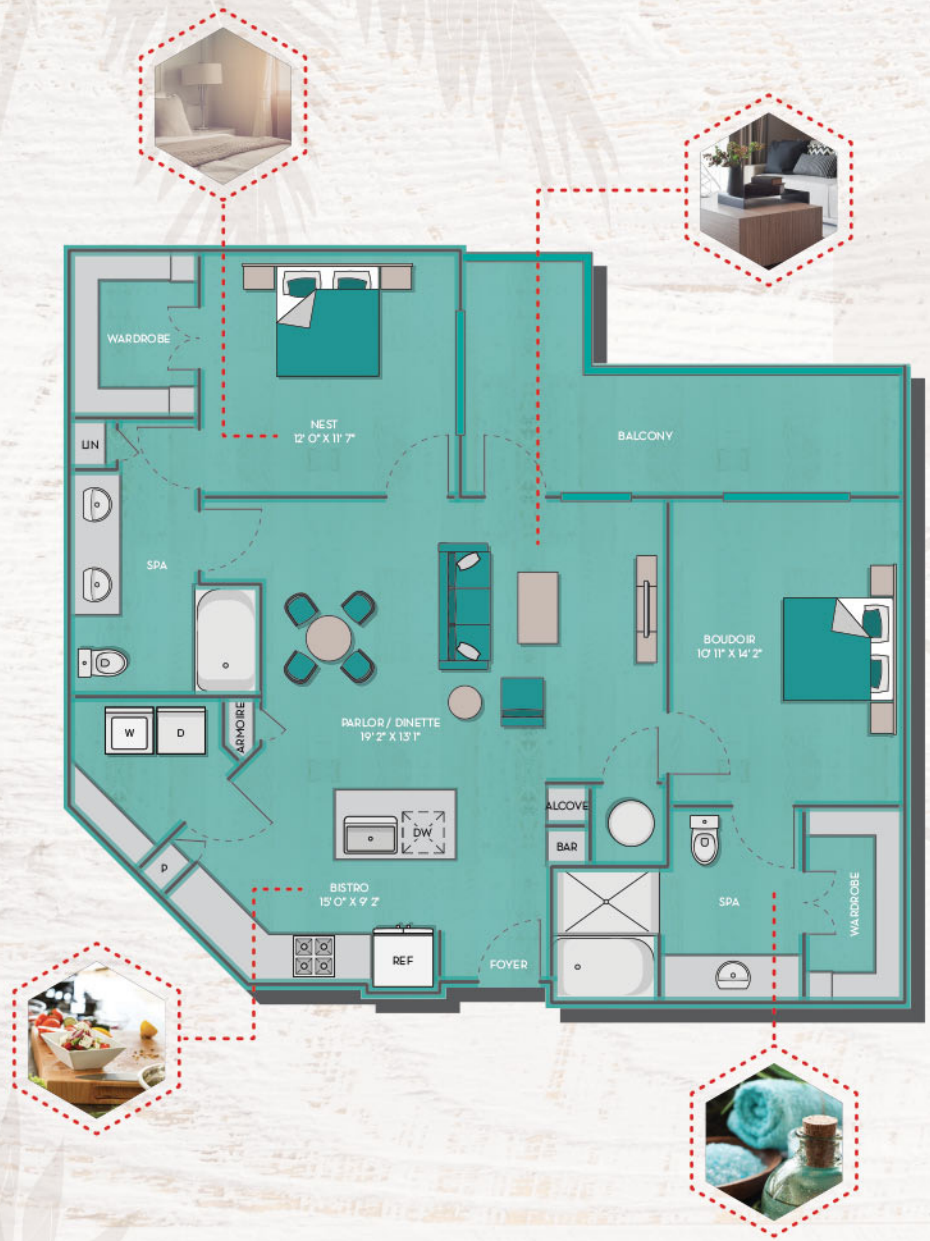 WARDROBE
NEST
12' 0" X 11' 7"
BALCONY
LIN
SPA
BOUDOIR
10' 11" X 14' 2"
ARMOIRE
W
D
PARLOR / DINETTE
19' 2" X 13' 1"
ALCOVE
DW
BAR
P
BISTRO
15' 0" X 9' 2"
SPA
WARDROBE
REF
FOYER